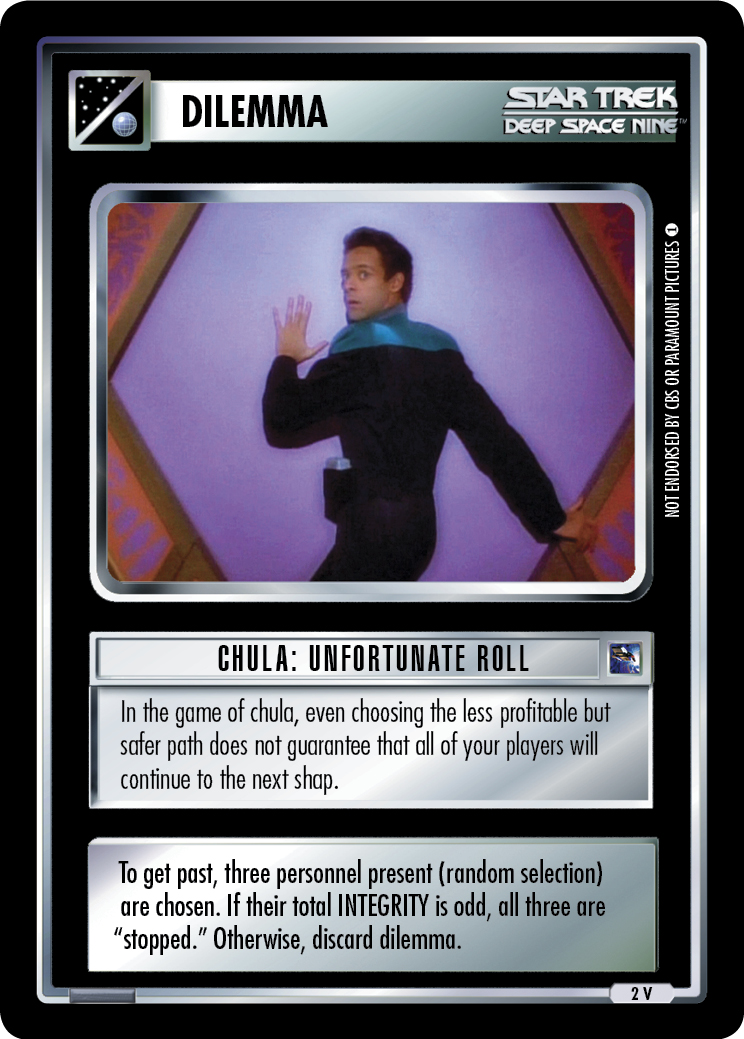 DILEMMA
STAR TREK
DEEP SPACE NINE™
NOT ENDORSED BY CBS OR PARAMOUNT PICTURES 1
CHULA: UNFORTUNATE ROLL
In the game of chula, even choosing the less profitable but
safer path does not guarantee that all of your players will
continue to the next shap.
To get past, three personnel present (random selection)
are chosen. If their total INTEGRITY is odd, all three are
“stopped.” Otherwise, discard dilemma.
2 V